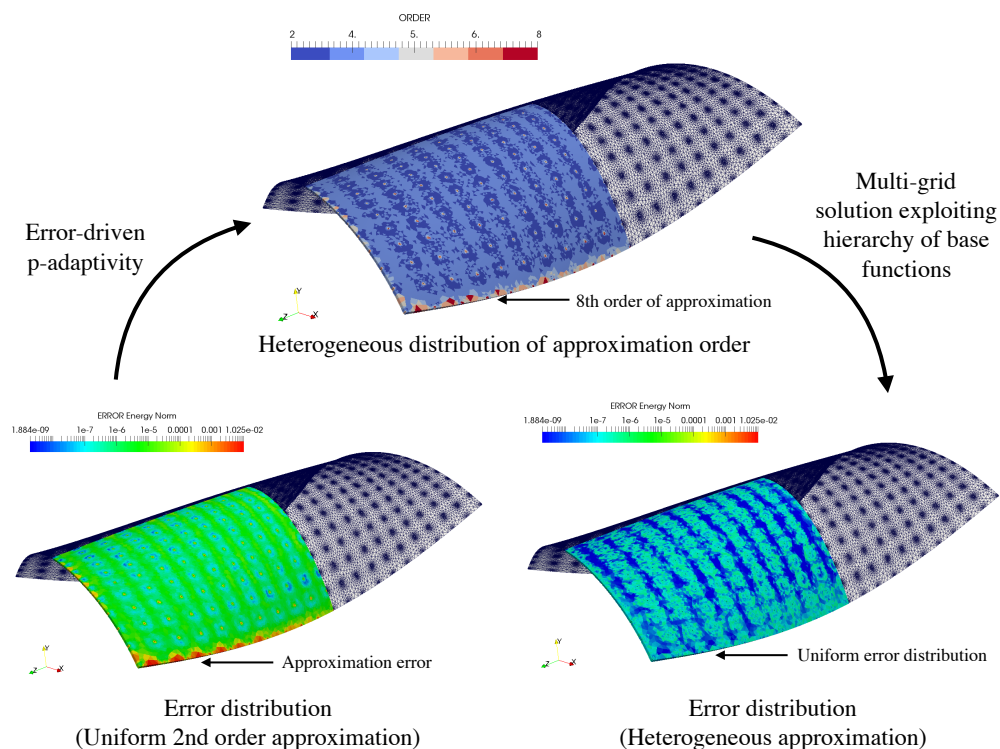 ORDER
2 4. 5. 6. 8
Error-driven
p-adaptivity
Multi-grid
solution exploiting
hierarchy of base
functions
Y
Z X
8th order of approximation
Heterogeneous distribution of approximation order
ERROR Energy Norm
1.884e-09 1e-7 1e-6 1e-5 0.0001 0.001 1.025e-02
Y
Z X
Approximation error
Error distribution
(Uniform 2nd order approximation)
ERROR Energy Norm
1.884e-09 1e-7 1e-6 1e-5 0.0001 0.001 1.025e-02
Y
Z X
Uniform error distribution
Error distribution
(Heterogeneous approximation)